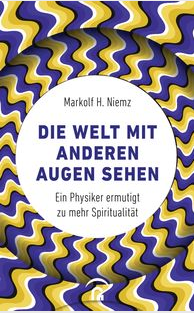 Markolf H. Niemz
DIE WELT MIT
ANDEREN
AUGEN SEHEN
Ein Physiker ermutigt
zu mehr Spiritualität